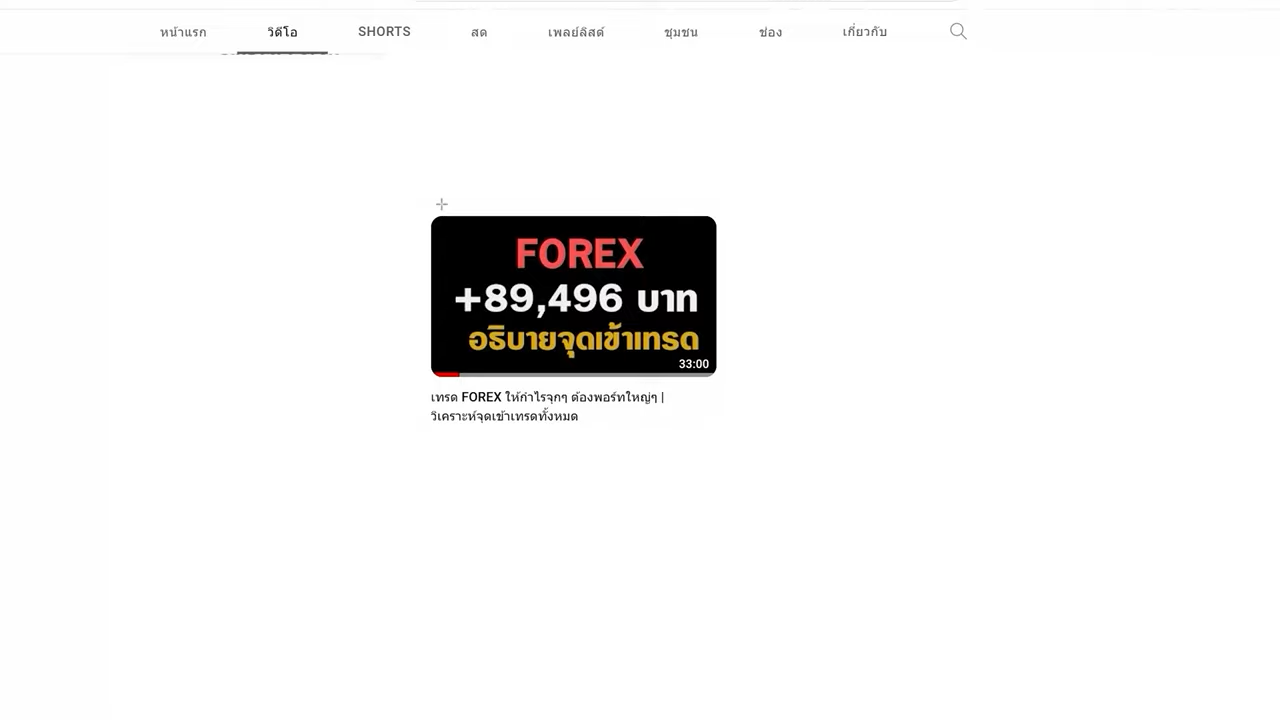 หน้าแรก วิดีโอ SHORTS สด เพลย์ลิสต์ ชุมชน ช่อง เกี่ยวกับ
FOREX
+89,496 บาท
อธิบายจุดเข้าเทรด
33:00
เทรด FOREX ให้กำไรจุกๆ ต้องพอร์ทใหญ่ๆ |
วิเคราะห์จุดเข้าเทรดทั้งหมด